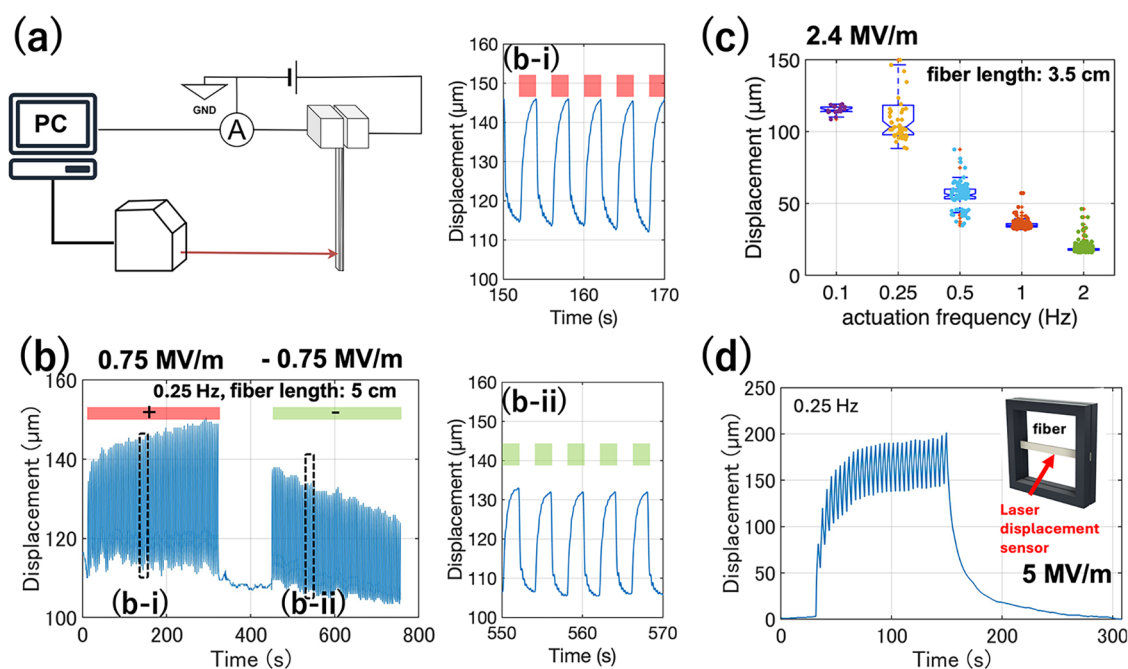 (a)
PC
GND
A
(b-i)
160
150
140
130
120
110
100
Displacement (μm)
150
160
170
Time (s)
(c)
2.4 MV/m
fiber length: 3.5 cm
150
100
50
0
Displacement (μm)
0.1
0.25
0.5
1
2
actuation frequency (Hz)
(b)
0.75 MV/m
- 0.75 MV/m
0.25 Hz, fiber length: 5 cm
+
-
160
140
120
100
Displacement (μm)
(b-i)
(b-ii)
0
200
400
600
800
Time (s)
(b-ii)
160
150
140
130
120
110
100
Displacement (μm)
550
560
570
Time (s)
(d)
0.25 Hz
fiber
Laser
displacement
sensor
5 MV/m
250
200
150
100
50
0
Displacement (μm)
0
100
200
300
Time (s)